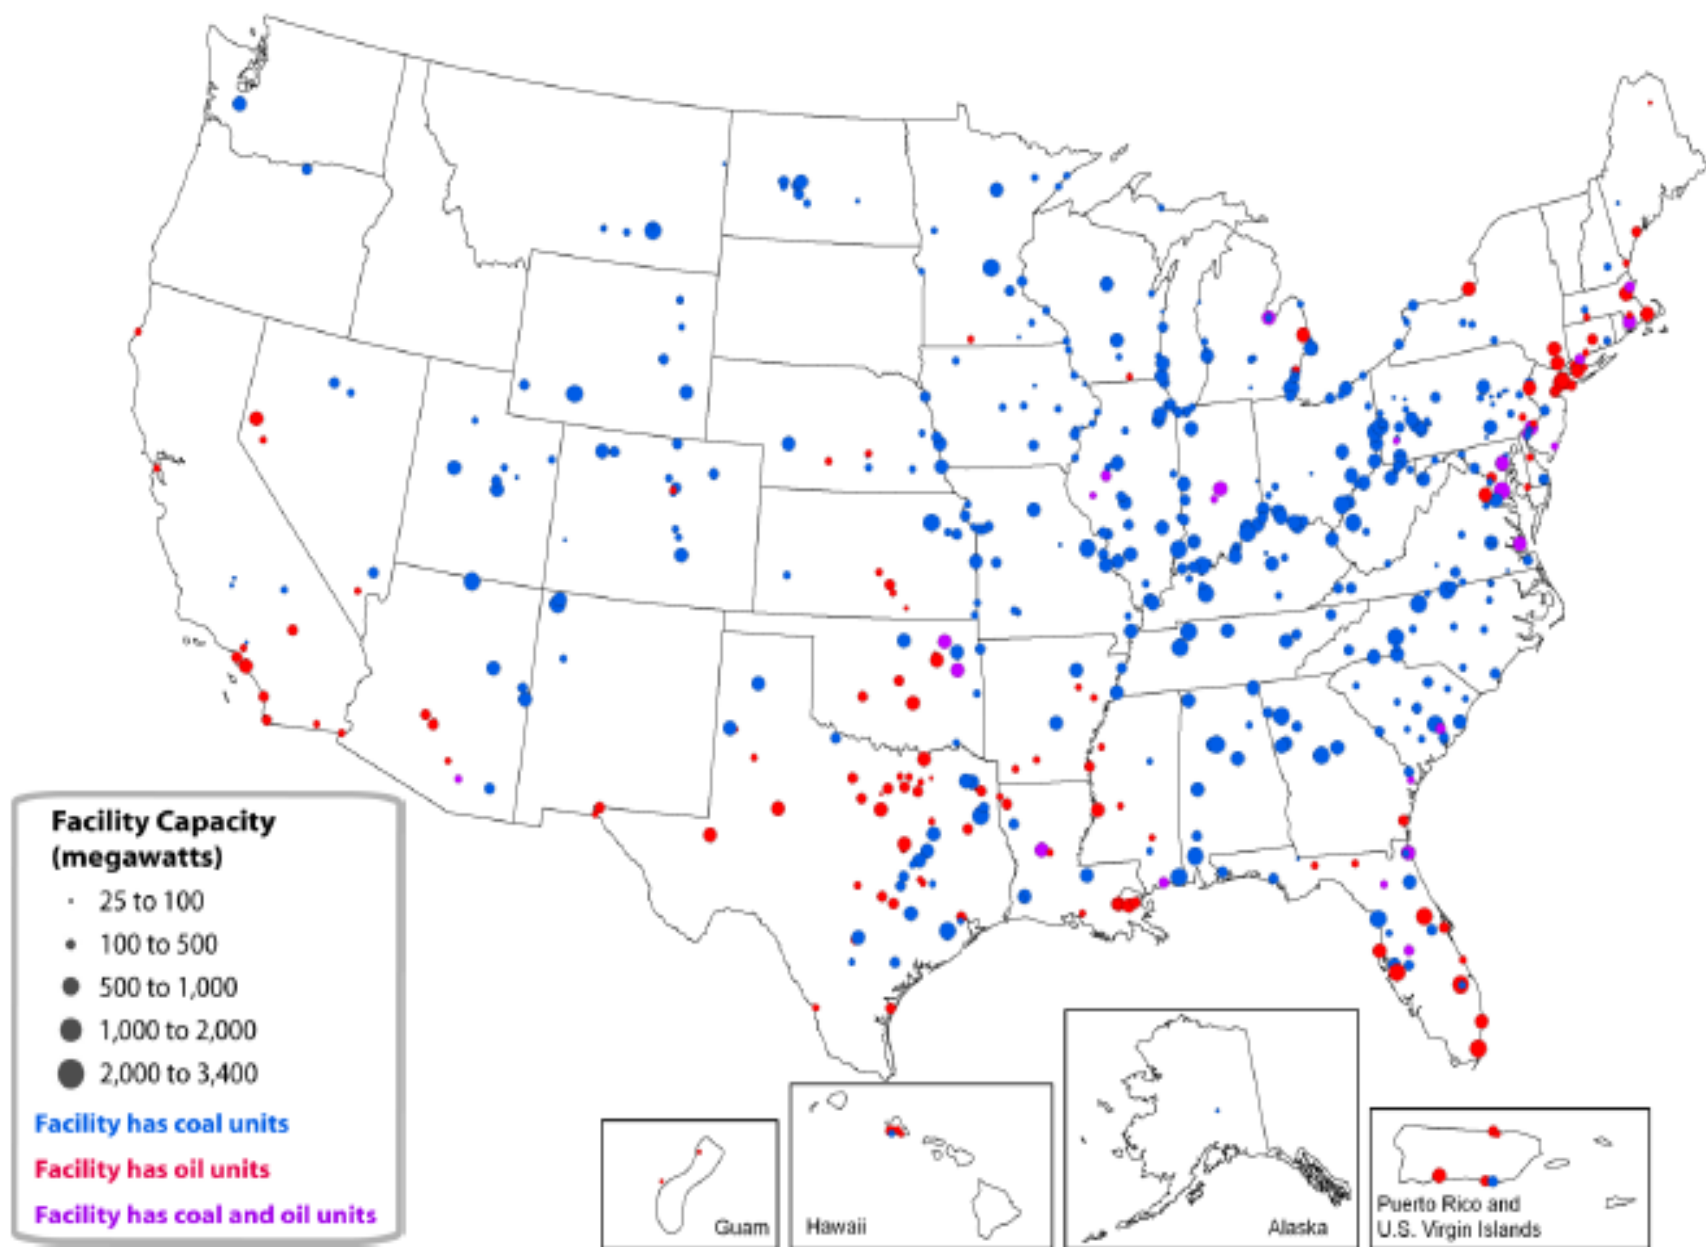 Facility Capacity
(megawatts)
25 to 100
100 to 500
500 to 1,000
1,000 to 2,000
2,000 to 3,400
Facility has coal units
Facility has oil units
Facility has coal and oil units
Guam
Hawaii
Alaska
Puerto Rico and
U.S. Virgin Islands